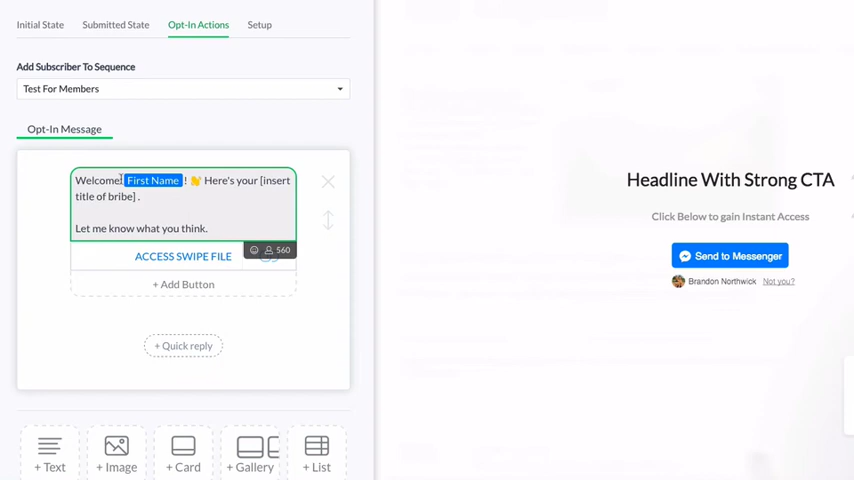 Initial State
Submitted State
Opt-In Actions
Setup
Add Subscriber To Sequence
Test For Members
Opt-In Message
Welcome First Name ! 👋 Here's your [insert
title of bribe] .
Let me know what you think.
560
ACCESS SWIPE FILE
+ Add Button
+ Quick reply
+ Text
+ Image
+ Card
+ Gallery
+ List
Headline With Strong CTA
Click Below to gain Instant Access
Send to Messenger
Brandon Northwick Not you?